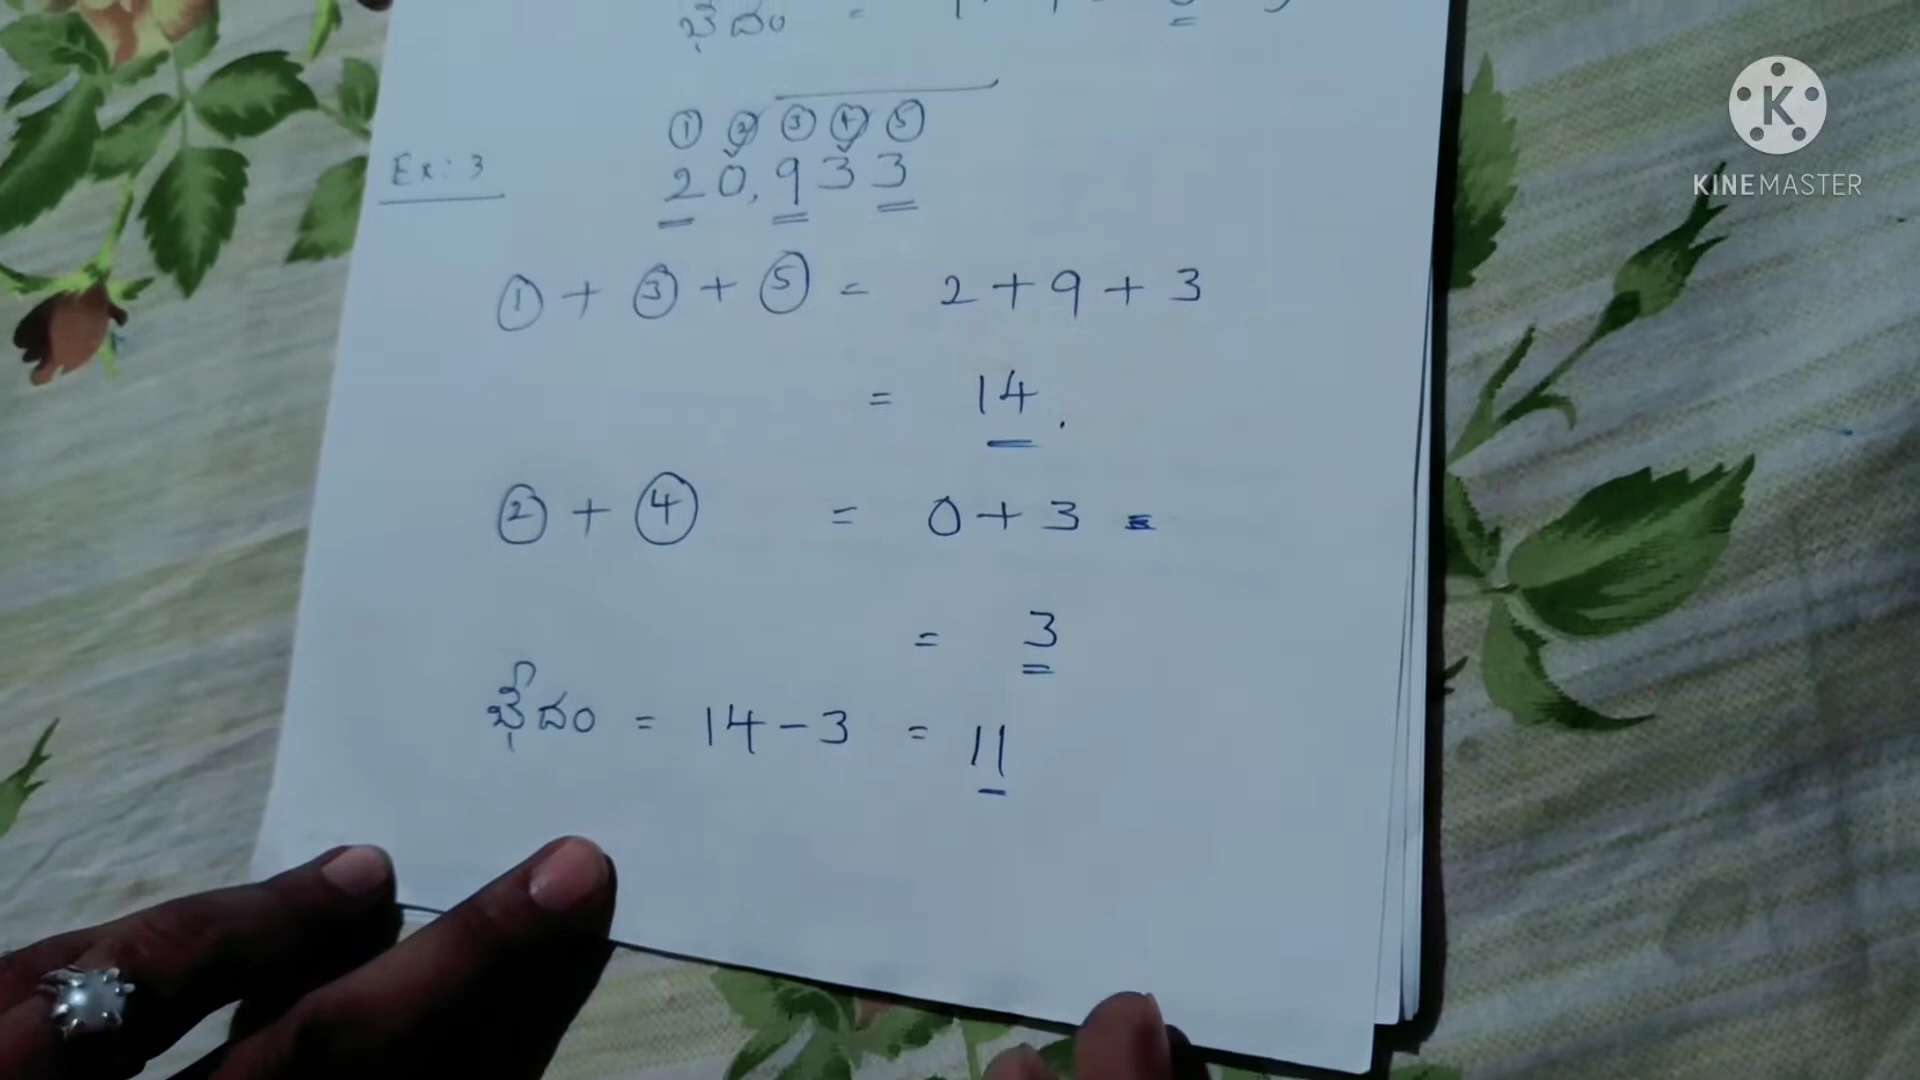 భేదం =
① ② ③ ④ ⑤
Ex: 3
20,933
① + ③ + ⑤ = 2 + 9 + 3
= 14.
② + ④ = 0 + 3 =
= 3
భేదం = 14 - 3 = 11
K
KINEMASTER